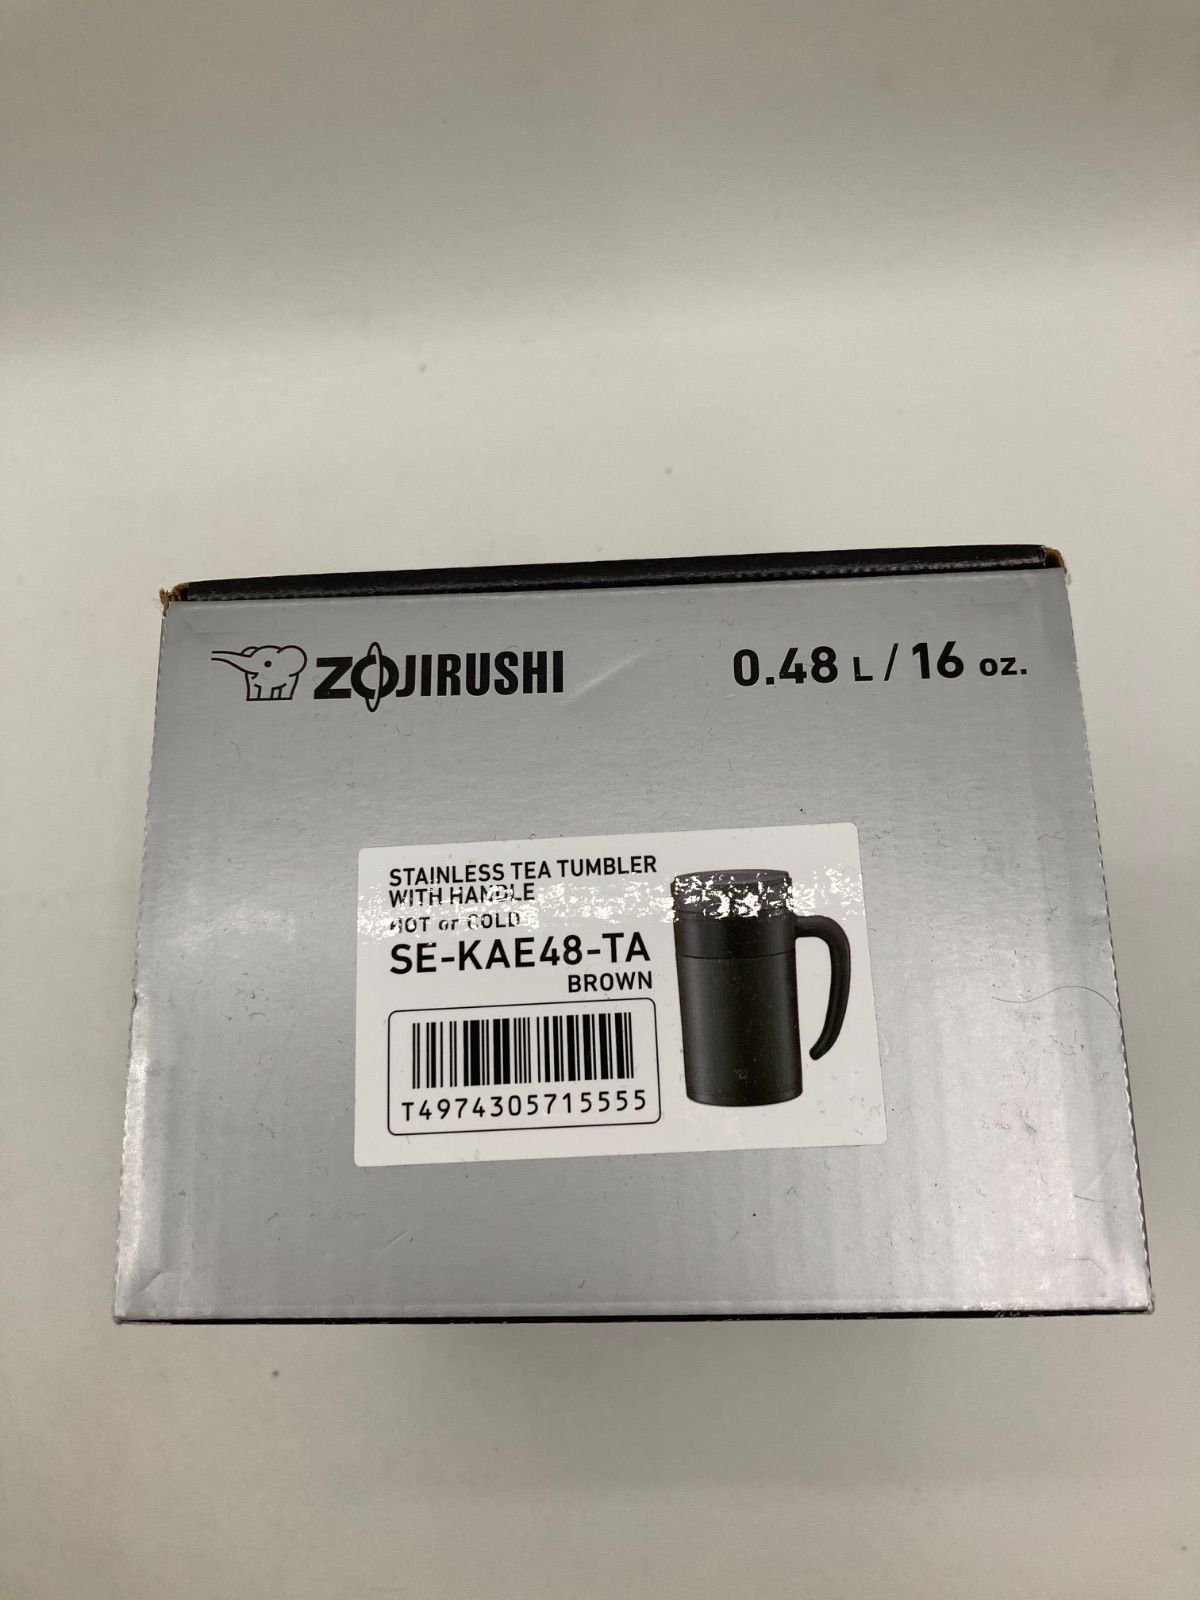 ZOJIRUSHI
0.48 L / 16 oz.
STAINLESS TEA TUMBLER
WITH HANDLE
HOT or COLD
SE-KAE48-TA
BROWN
T4974305715555